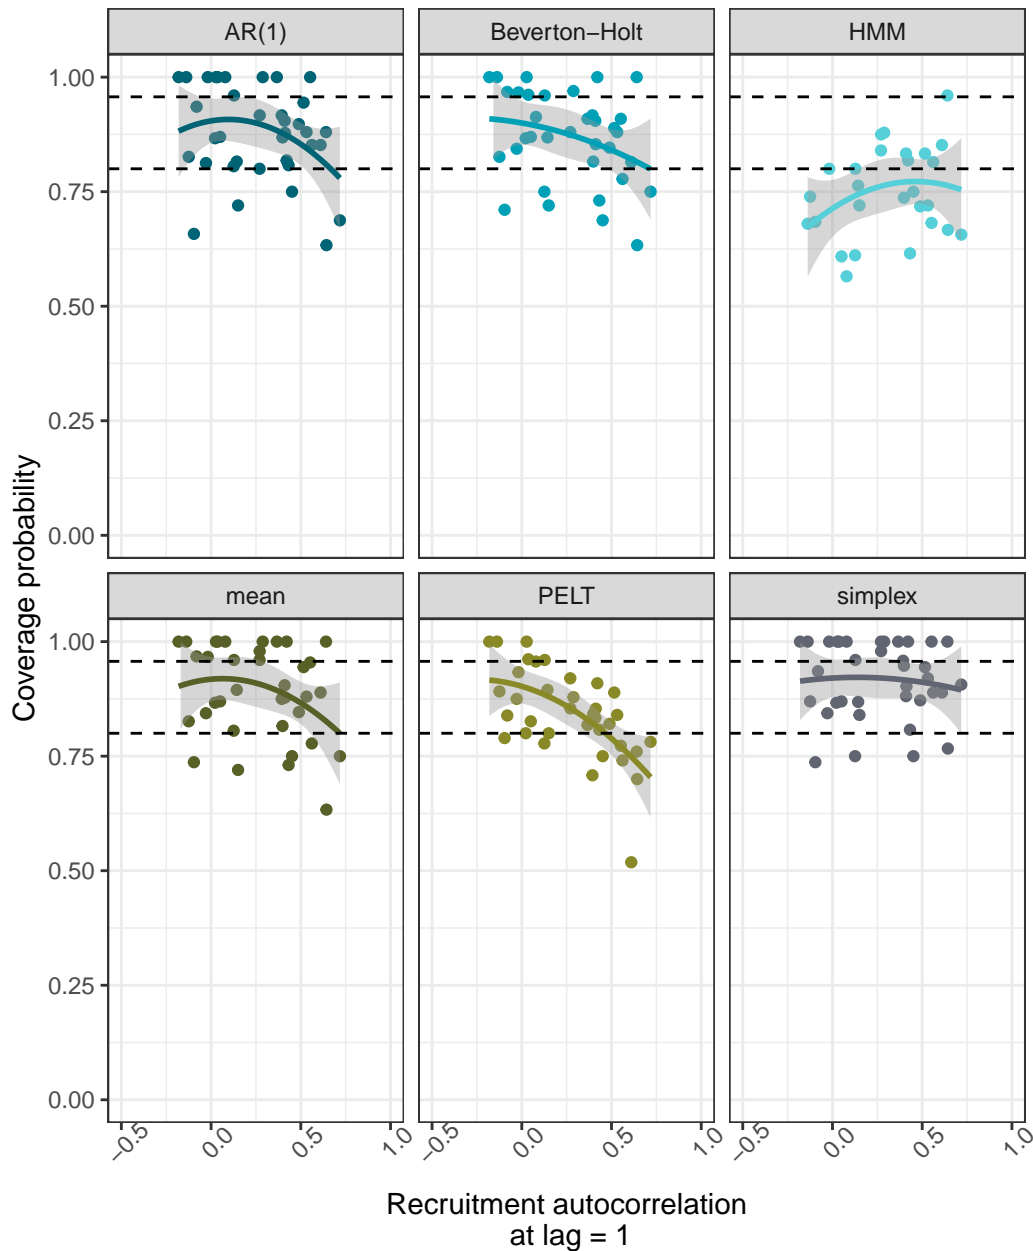 AR(1) Beverton−Holt HMM
1.00
0.75
0.50
0.25
0.00
mean PELT simplex
1.00
0.75
0.50
0.25
0.00
Coverage probability
−0.5 0.0 0.5 1.0 −0.5 0.0 0.5 1.0 −0.5 0.0 0.5 1.0
Recruitment autocorrelation
at lag = 1